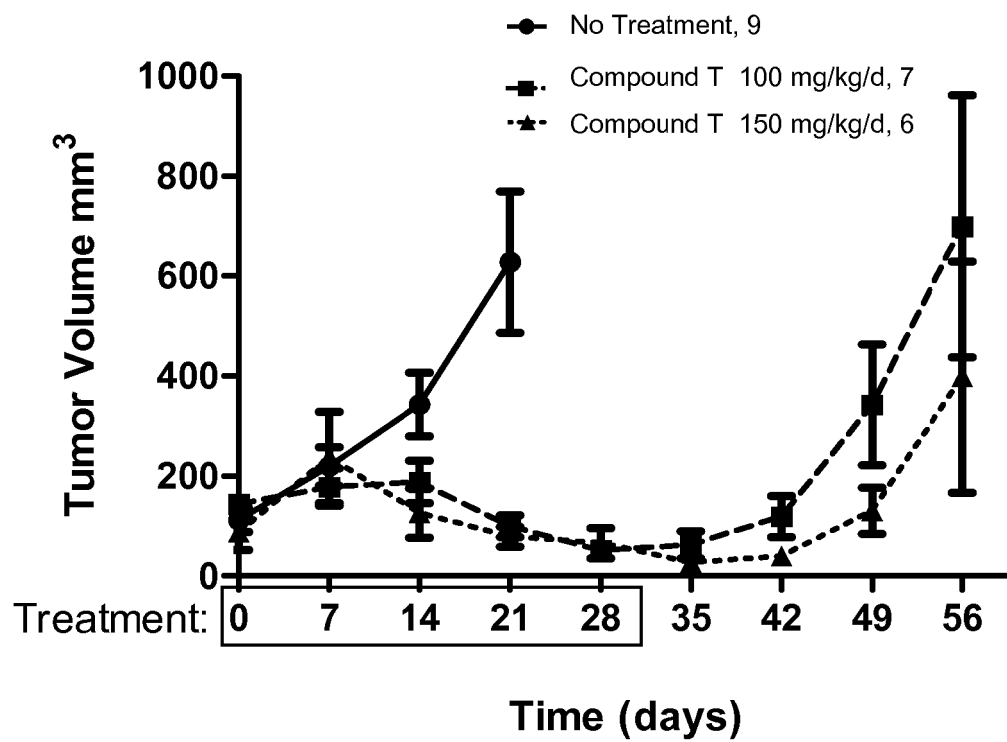 No Treatment, 9
Compound T 100 mg/kg/d, 7
Compound T 150 mg/kg/d, 6
Tumor Volume mm³
1000
800
600
400
200
0
Treatment: 0 7 14 21 28 35 42 49 56
Time (days)